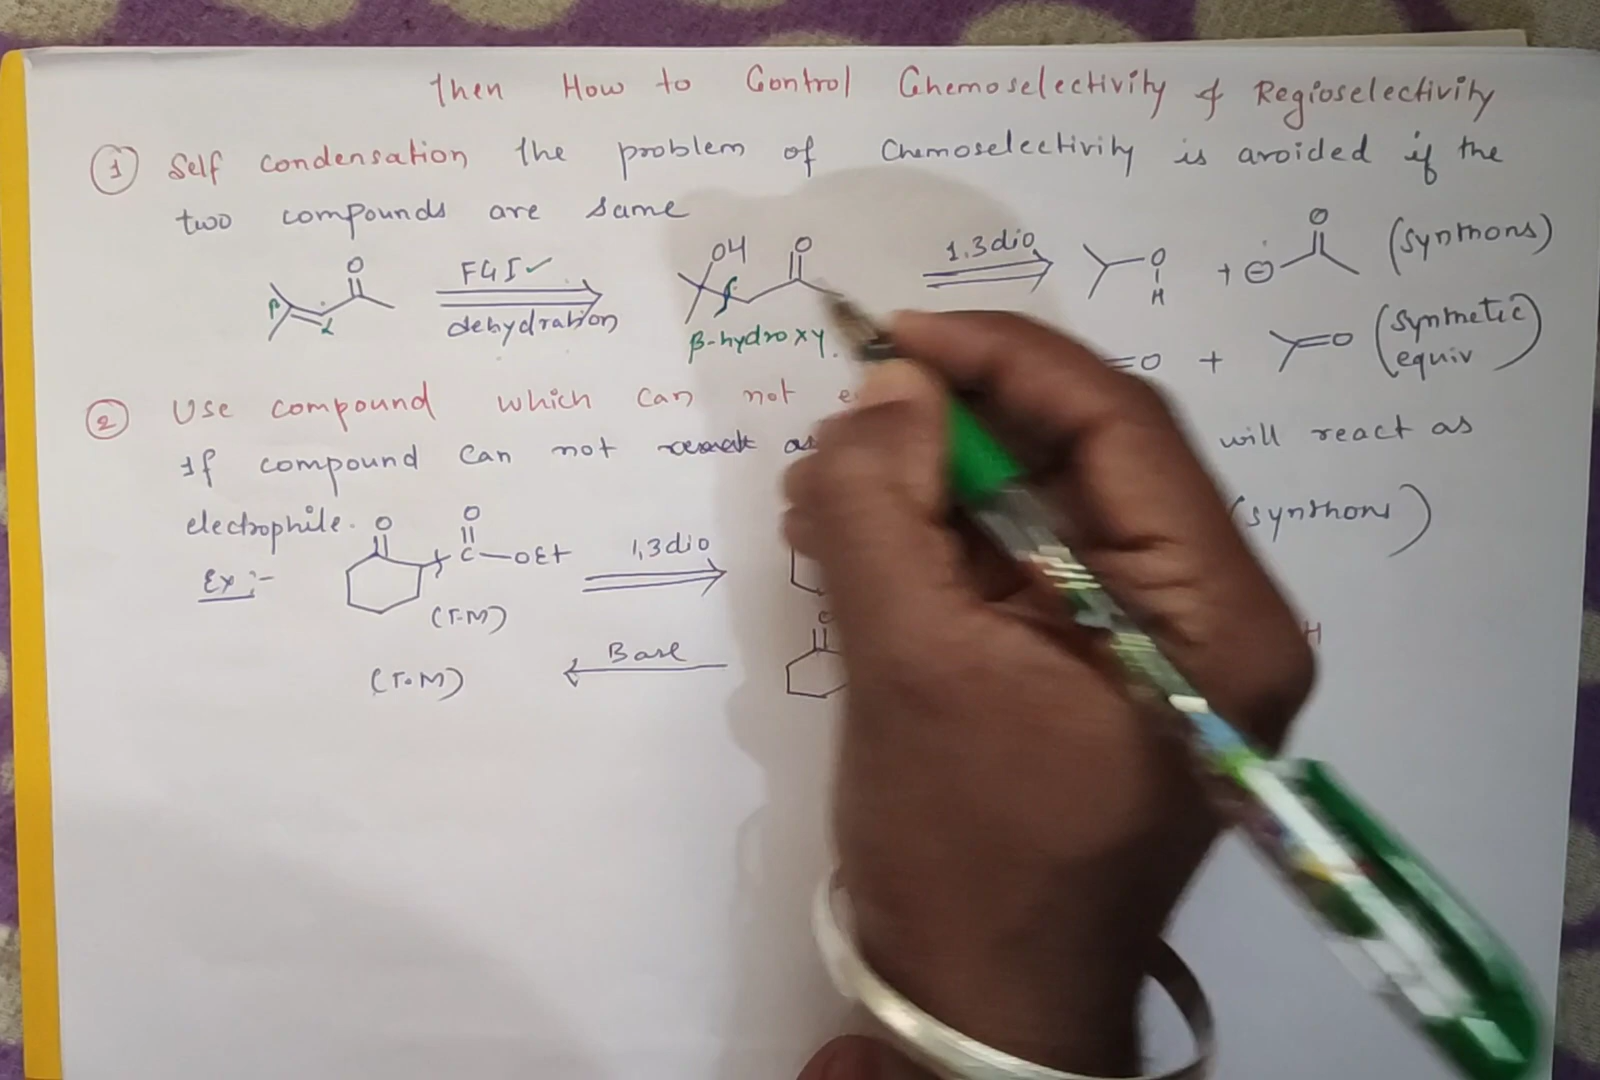 Then How to Control Chemoselectivity & Regioselectivity
1 Self condensation the problem of Chemoselectivity is avoided if the
two compounds are same
O FGI✓ OH O 1,3 dio O H + ⊖ O (Synthons)
β α dehydration β-hydroxy.
=O + =O (Synthetic equiv)
2 Use compound which can not
If compound can not as will react as
electrophile. (synthons)
Ex:- O O C—OEt 1,3 dio
(T.M)
(T.M) Base H